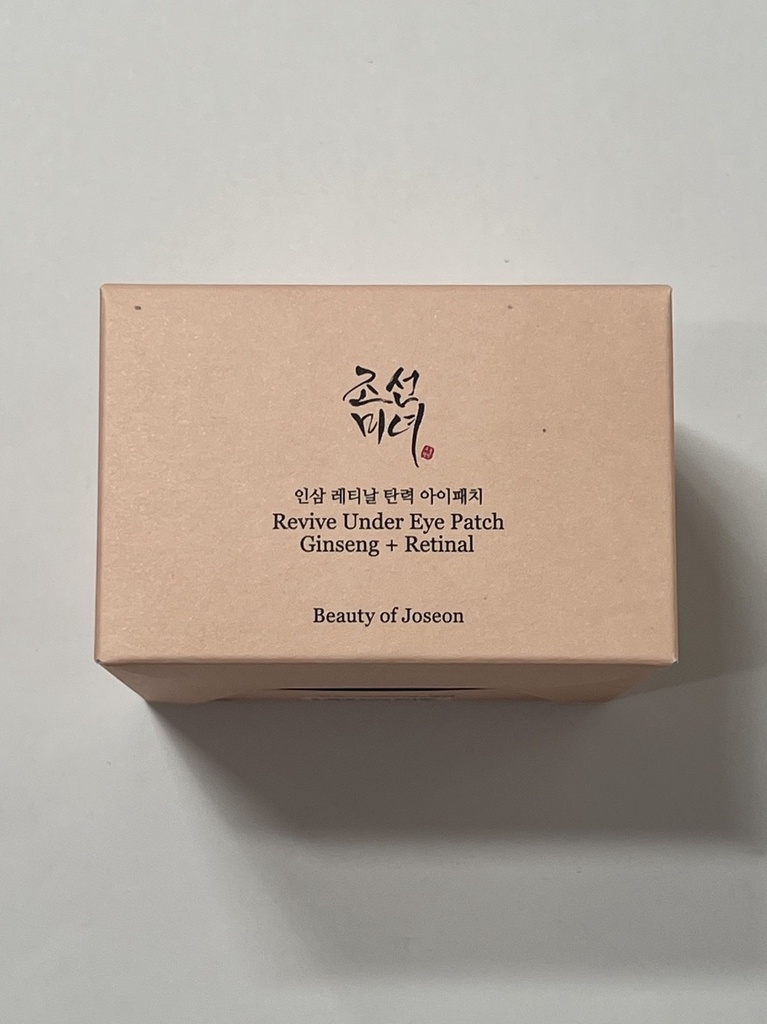 조선
미녀
인삼 레티날 탄력 아이패치
Revive Under Eye Patch
Ginseng + Retinal
Beauty of Joseon